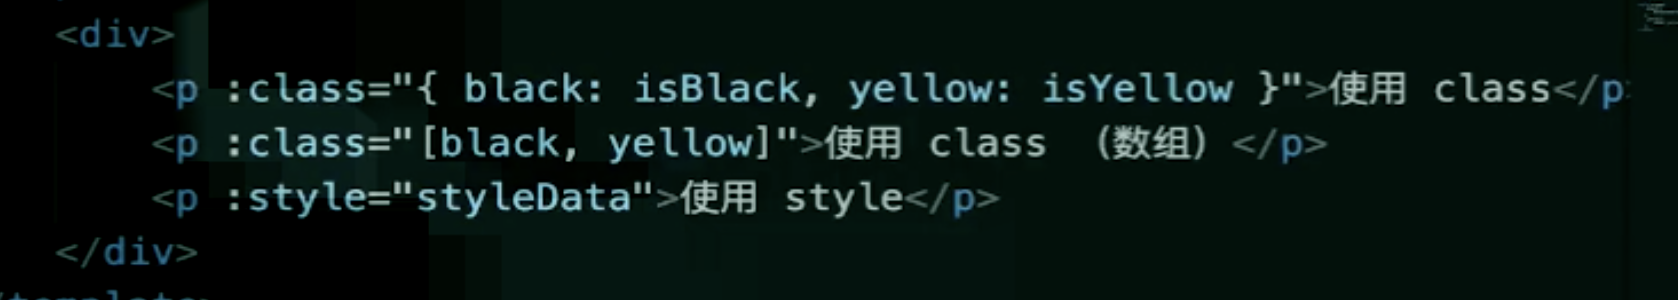 <div>
<p :class="{ black: isBlack, yellow: isYellow }">使用 class</p>
<p :class="[black, yellow]">使用 class （数组）</p>
<p :style="styleData">使用 style</p>
</div>